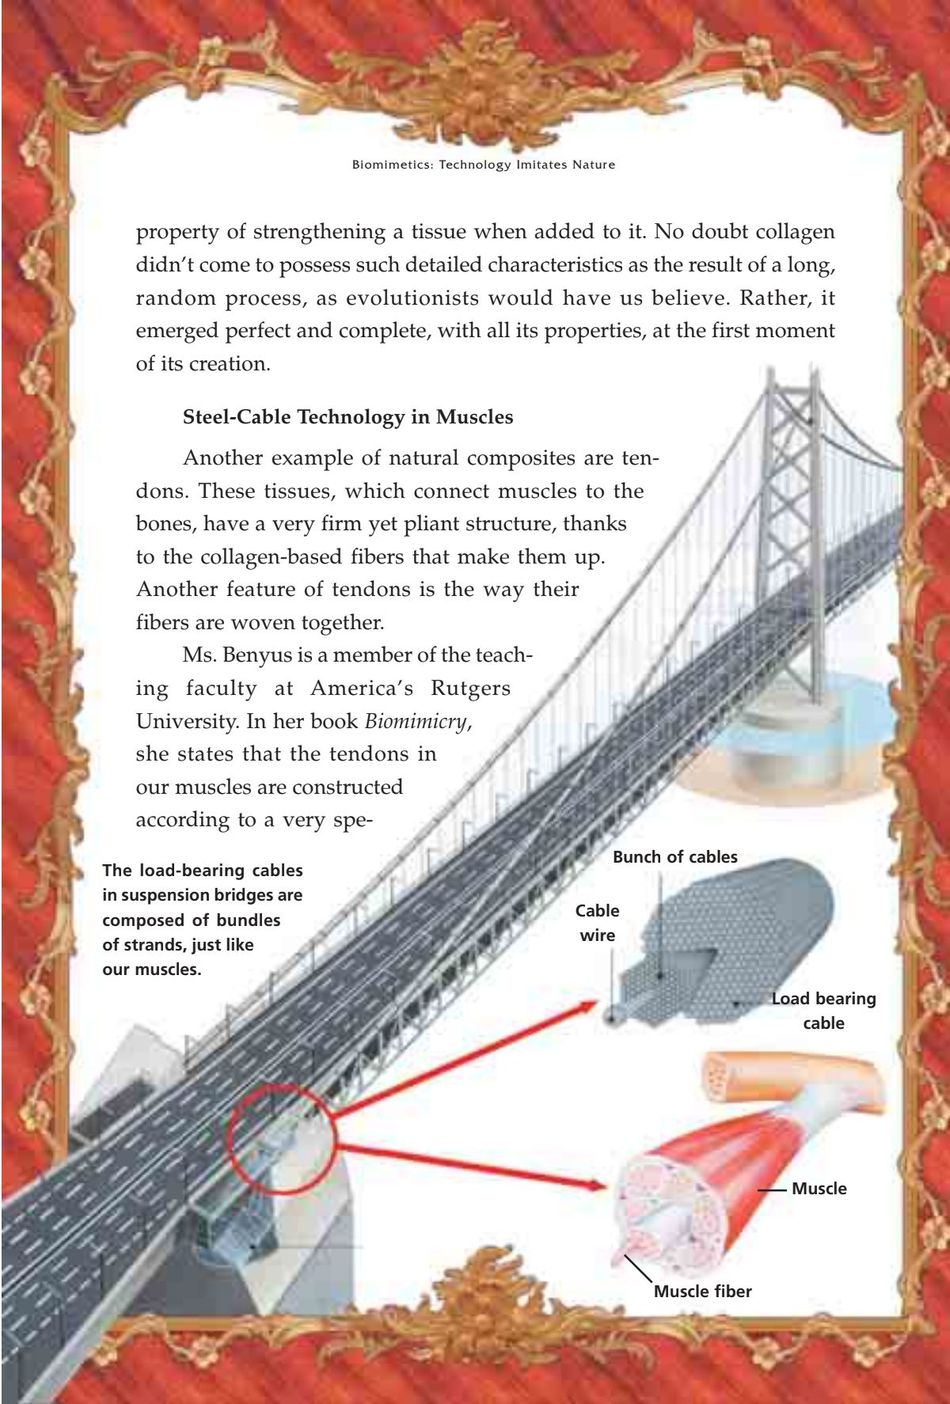 Biomimetics: Technology Imitates Nature
property of strengthening a tissue when added to it. No doubt collagen
didn't come to possess such detailed characteristics as the result of a long,
random process, as evolutionists would have us believe. Rather, it
emerged perfect and complete, with all its properties, at the first moment
of its creation.
Steel-Cable Technology in Muscles
Another example of natural composites are ten-
dons. These tissues, which connect muscles to the
bones, have a very firm yet pliant structure, thanks
to the collagen-based fibers that make them up.
Another feature of tendons is the way their
fibers are woven together.
Ms. Benyus is a member of the teach-
ing faculty at America's Rutgers
University. In her book Biomimicry,
she states that the tendons in
our muscles are constructed
according to a very spe-
The load-bearing cables
in suspension bridges are
composed of bundles
of strands, just like
our muscles.
Bunch of cables
Cable
wire
Load bearing
cable
Muscle
Muscle fiber